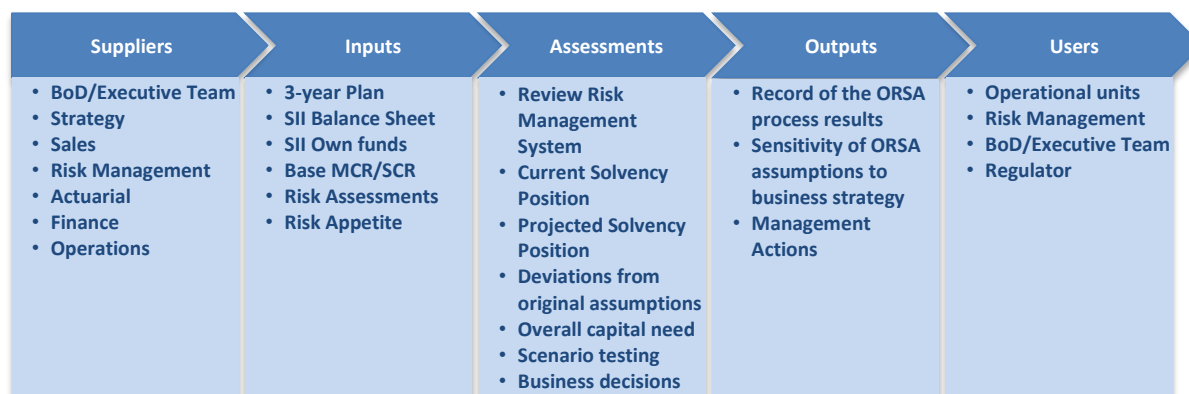 Suppliers
Inputs
Assessments
Outputs
Users
• BoD/Executive Team
• Strategy
• Sales
• Risk Management
• Actuarial
• Finance
• Operations
• 3-year Plan
• SII Balance Sheet
• SII Own funds
• Base MCR/SCR
• Risk Assessments
• Risk Appetite
• Review Risk
Management
System
• Current Solvency
Position
• Projected Solvency
Position
• Deviations from
original assumptions
• Overall capital need
• Scenario testing
• Business decisions
• Record of the ORSA
process results
• Sensitivity of ORSA
assumptions to
business strategy
• Management
Actions
• Operational units
• Risk Management
• BoD/Executive Team
• Regulator